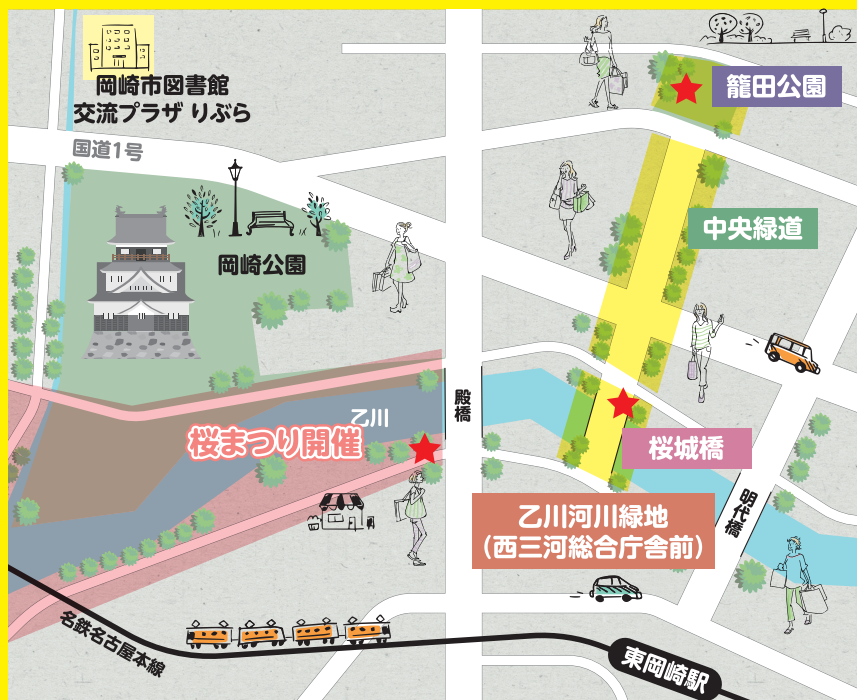 岡崎市図書館
交流プラザ りぶら
国道1号
籠田公園
中央緑道
岡崎公園
殿橋
乙川
桜まつり開催
桜城橋
明代橋
乙川河川緑地
(西三河総合庁舎前)
名鉄名古屋本線
東岡崎駅